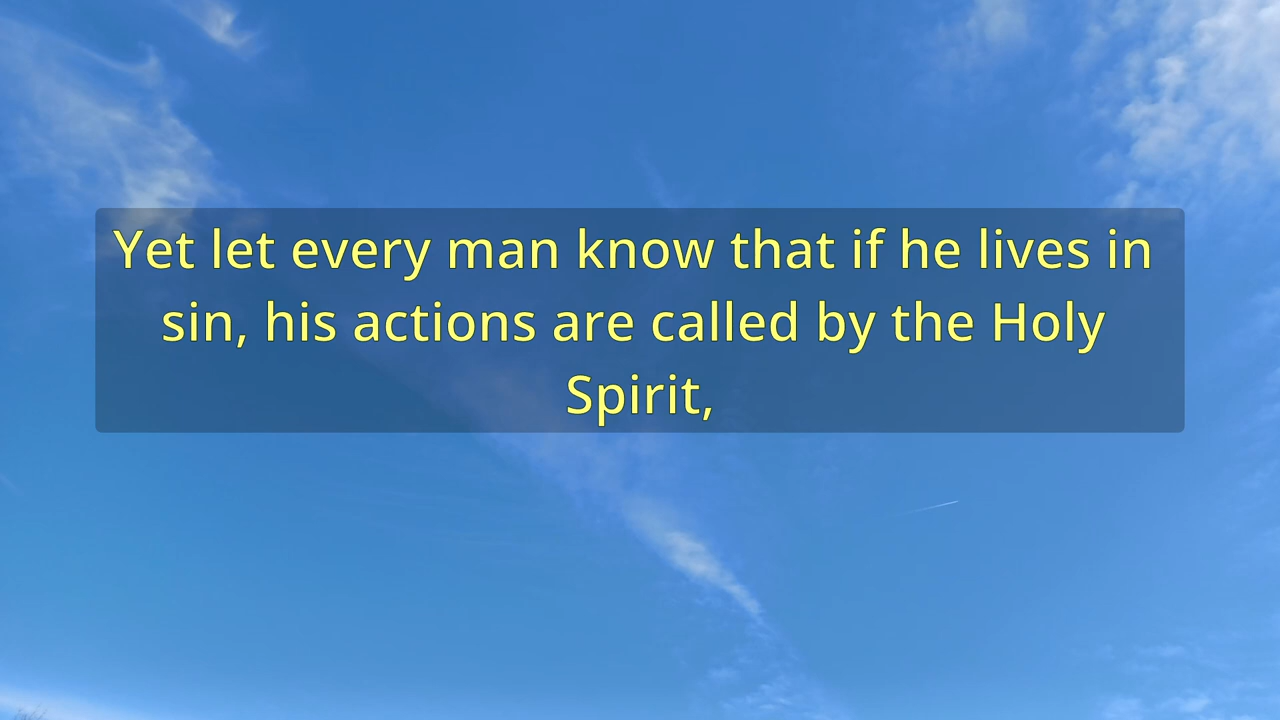 Yet let every man know that if he lives in
sin, his actions are called by the Holy
Spirit,